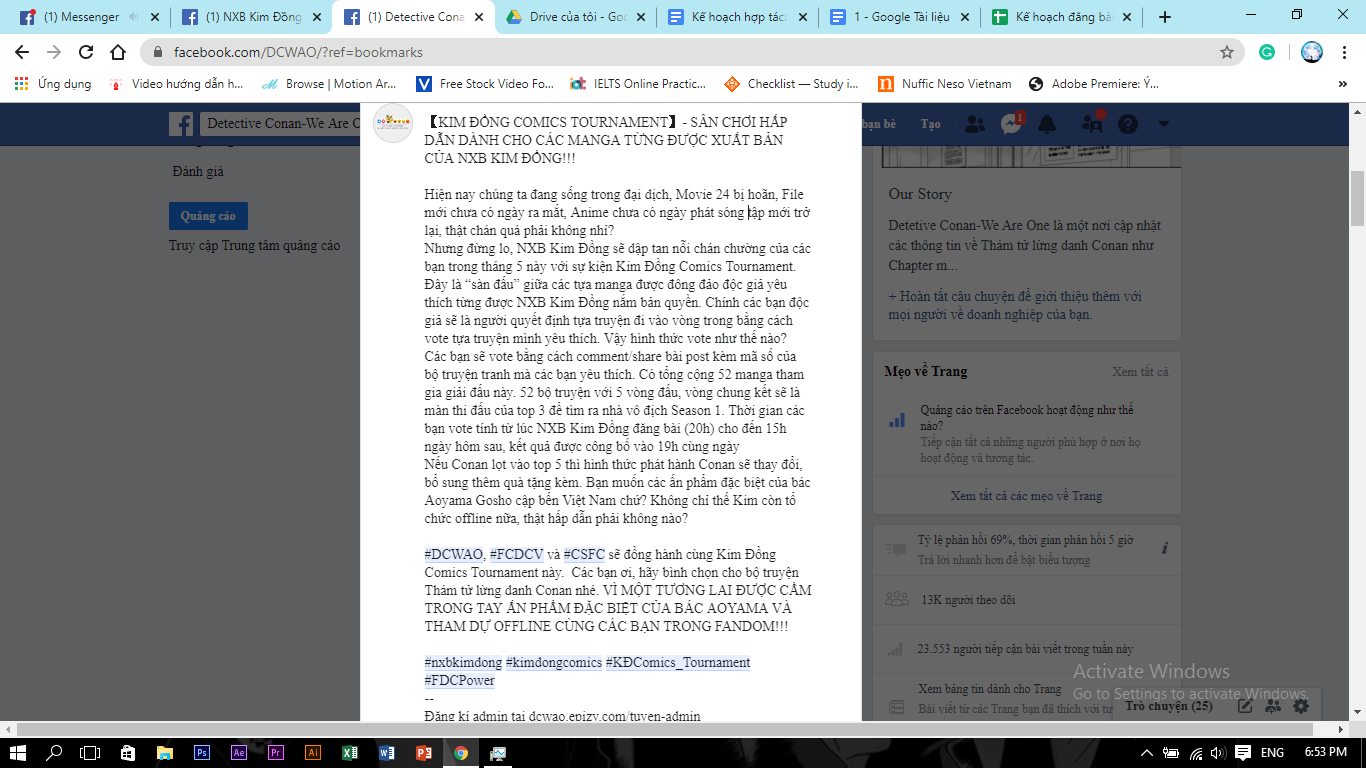 (1) Messenger
(1) NXB Kim Đồng
(1) Detective Cona
Drive của tôi - Goo
Kế hoạch hợp tác:
1 - Google Tài liệu
Kế hoạch đăng bà
facebook.com/DCWAO/?ref=bookmarks
Ứng dụng
Video hướng dẫn h...
Browse | Motion Ar...
Free Stock Video Fo...
IELTS Online Practic...
Checklist — Study i...
Nuffic Neso Vietnam
Adobe Premiere: Ý...
Detective Conan-We Are O
bạn bè
Tạo
1
Đánh giá
Quảng cáo
Truy cập Trung tâm quảng cáo
【KIM ĐỒNG COMICS TOURNAMENT】- SÂN CHƠI HẤP
DẪN DÀNH CHO CÁC MANGA TỪNG ĐƯỢC XUẤT BẢN
CỦA NXB KIM ĐỒNG!!!
Hiện nay chúng ta đang sống trong đại dịch, Movie 24 bị hoãn, File
mới chưa có ngày ra mắt, Anime chưa có ngày phát sóng tập mới trở
lại, thật chán quá phải không nhỉ?
Nhưng đừng lo, NXB Kim Đồng sẽ dập tan nỗi chán chường của các
bạn trong tháng 5 này với sự kiện Kim Đồng Comics Tournament.
Đây là “sàn đấu” giữa các tựa manga được đông đảo độc giả yêu
thích từng được NXB Kim Đồng nắm bản quyền. Chính các bạn độc
giả sẽ là người quyết định tựa truyện đi vào vòng trong bằng cách
vote tựa truyện mình yêu thích. Vậy hình thức vote như thế nào?
Các bạn sẽ vote bằng cách comment/share bài post kèm mã số của
bộ truyện tranh mà các bạn yêu thích. Có tổng cộng 52 manga tham
gia giải đấu này. 52 bộ truyện với 5 vòng đấu, vòng chung kết sẽ là
màn thi đấu của top 3 để tìm ra nhà vô địch Season 1. Thời gian các
bạn vote tính từ lúc NXB Kim Đồng đăng bài (20h) cho đến 15h
ngày hôm sau, kết quả được công bố vào 19h cùng ngày
Nếu Conan lọt vào top 5 thì hình thức phát hành Conan sẽ thay đổi,
bổ sung thêm quà tặng kèm. Bạn muốn các ấn phẩm đặc biệt của bác
Aoyama Gosho cập bến Việt Nam chứ? Không chỉ thế Kim còn tổ
chức offline nữa, thật hấp dẫn phải không nào?
#DCWAO, #FCDCV và #CSFC sẽ đồng hành cùng Kim Đồng
Comics Tournament này. Các bạn ơi, hãy bình chọn cho bộ truyện
Thám tử lừng danh Conan nhé. VÌ MỘT TƯƠNG LAI ĐƯỢC CẦM
TRONG TAY ẤN PHẨM ĐẶC BIỆT CỦA BÁC AOYAMA VÀ
THAM DỰ OFFLINE CÙNG CÁC BẠN TRONG FANDOM!!!
#nxbkimdong #kimdongcomics #KĐComics_Tournament
#FDCPower
--
Đăng kí admin tại dcwao.epizy.com/tuyen-admin
Our Story
Detetive Conan-We Are One là một nơi cập nhật
các thông tin về Thám tử lừng danh Conan như
Chapter m...
+ Hoàn tất câu chuyện để giới thiệu thêm với
mọi người về doanh nghiệp của bạn.
Mẹo về Trang
Xem tất cả
Quảng cáo trên Facebook hoạt động như thế
nào?
Tiếp cận tất cả những người phù hợp ở nơi họ
hoạt động và tương tác.
Xem tất cả các mẹo về Trang
Tỷ lệ phản hồi 69%, thời gian phản hồi 5 giờ
Trả lời nhanh hơn để bật biểu tượng
13K người theo dõi
23.553 người tiếp cận bài viết trong tuần này
Xem bảng tin dành cho Trang
Bài viết từ các Trang bạn đã thích với tư
Activate Windows
Go to Settings to activate Windows.
Trò chuyện (25)
ENG
6:53 PM